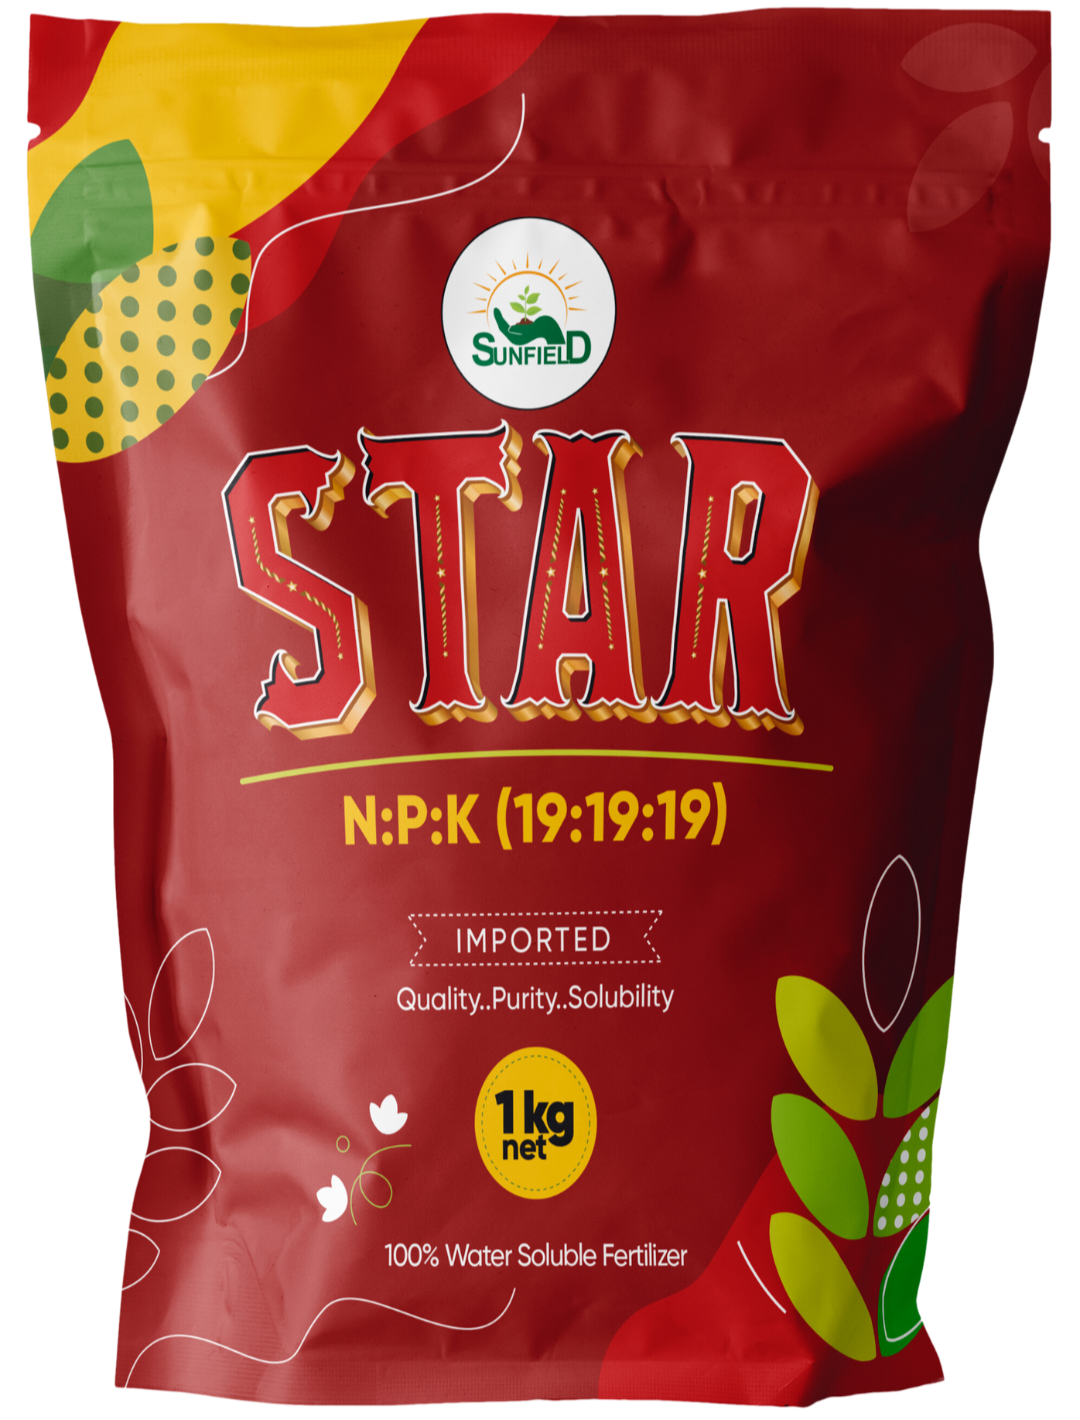 SUNFIELD
STAR
N:P:K (19:19:19)
IMPORTED
Quality..Purity..Solubility
1kg
net
100% Water Soluble Fertilizer